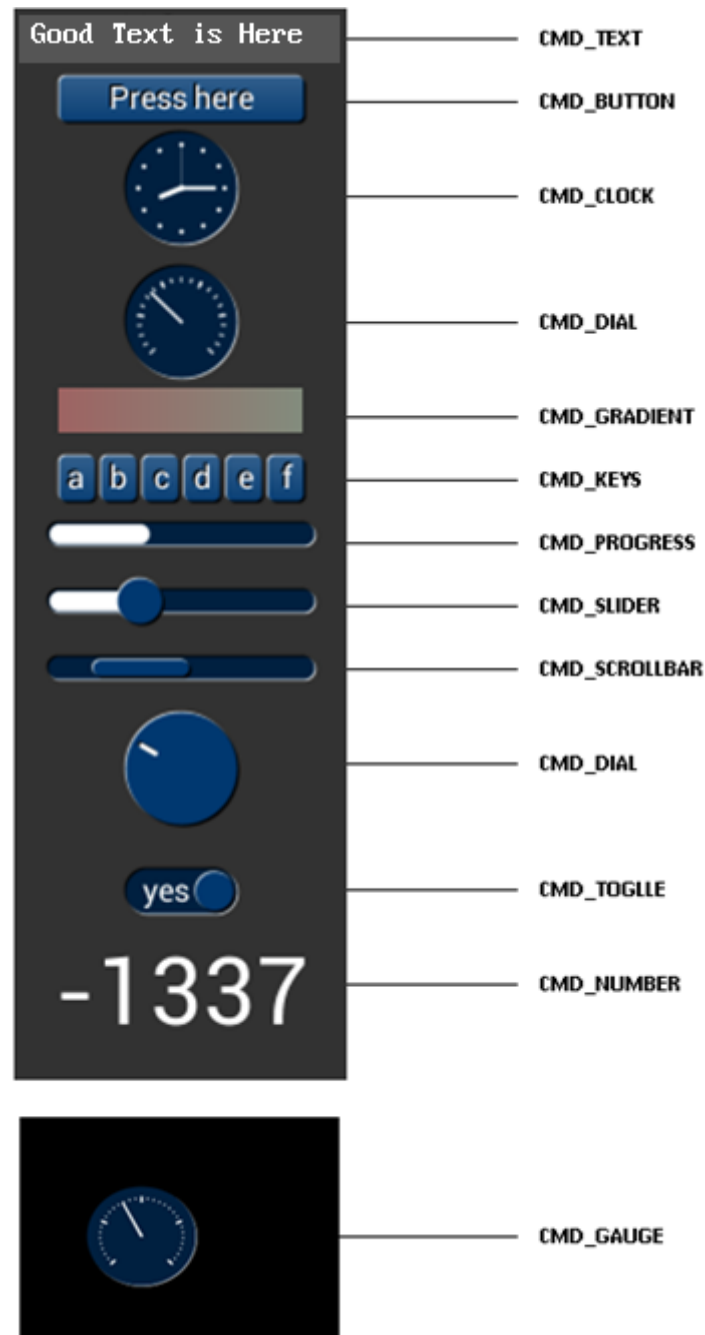 Good Text is Here
CMD_TEXT
Press here
CMD_BUTTON
CMD_CLOCK
CMD_DIAL
CMD_GRADIENT
a b c d e f
CMD_KEYS
CMD_PROGRESS
CMD_SLIDER
CMD_SCROLLBAR
CMD_DIAL
yes
CMD_TOGLLE
-1337
CMD_NUMBER
CMD_GAUGE